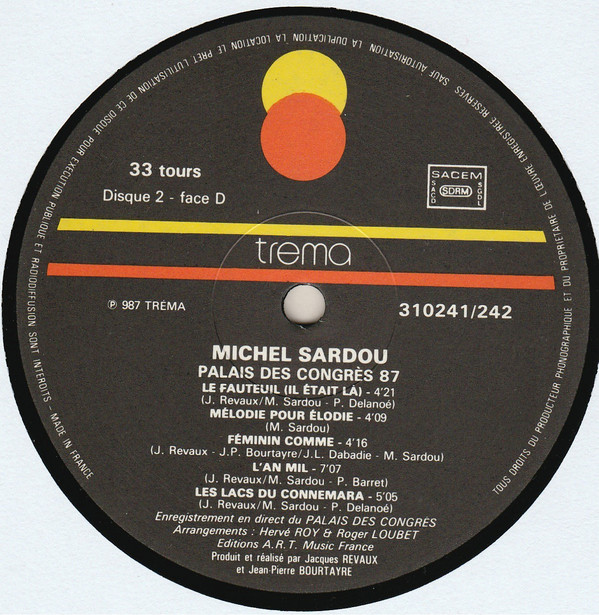 TOUS DROITS DU PRODUCTEUR PHONOGRAPHIQUE ET DU PROPRIETAIRE DE L'ŒUVRE ENREGISTREE RESERVES SAUF AUTORISATION LA DUPLICATION LA LOCATION LE PRET L'UTILISATION DE CE DISQUE POUR EXECUTION PUBLIQUE ET RADIODIFFUSION SONT INTERDITS - MADE IN FRANCE
33 tours
Disque 2 - face D
SACEM
SACD
SDRM
SGDL
trema
℗ 987 TRÉMA
310241/242
MICHEL SARDOU
PALAIS DES CONGRÈS 87
LE FAUTEUIL (IL ÉTAIT LÀ) - 4'21
(J. Revaux/M. Sardou - P. Delanoé)
MÉLODIE POUR ÉLODIE - 4'09
(M. Sardou)
FÉMININ COMME - 4'16
(J. Revaux - J.P. Bourtayre/J.L. Dabadie - M. Sardou)
L'AN MIL - 7'07
(J. Revaux/M. Sardou - P. Barret)
LES LACS DU CONNEMARA - 5'05
(J. Revaux/M. Sardou - P. Delanoé)
Enregistrement en direct du PALAIS DES CONGRÈS
Arrangements : Hervé ROY & Roger LOUBET
Editions A.R.T. Music France
Produit et réalisé par Jacques REVAUX
et Jean-Pierre BOURTAYRE